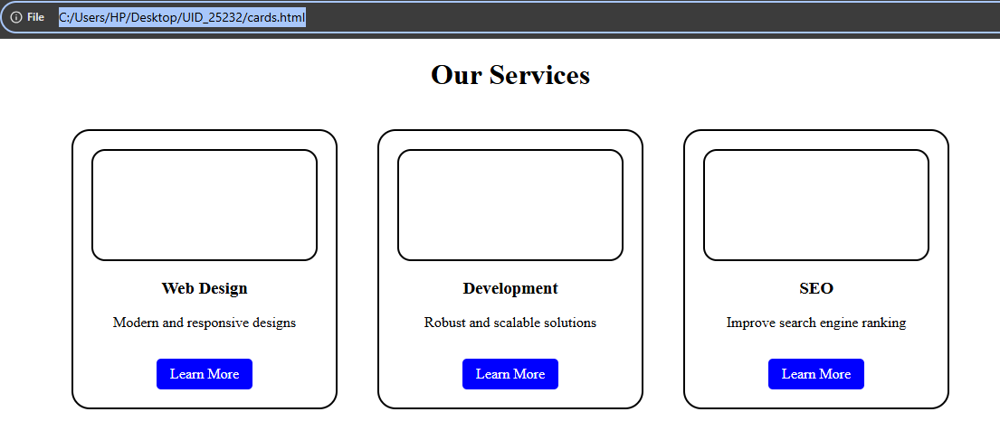 File C:/Users/HP/Desktop/UID_25232/cards.html
Our Services
Web Design
Modern and responsive designs
Learn More
Development
Robust and scalable solutions
Learn More
SEO
Improve search engine ranking
Learn More